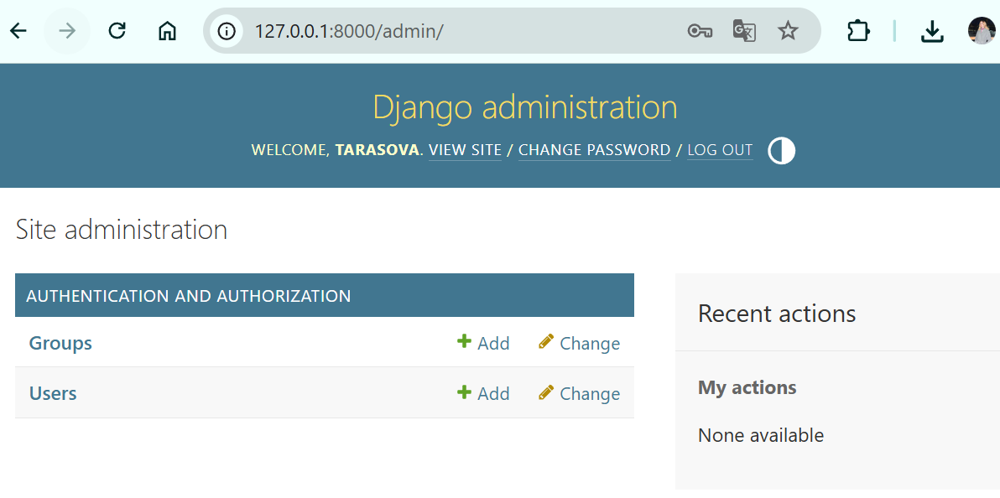 127.0.0.1:8000/admin/
Django administration
WELCOME, TARASOVA. VIEW SITE / CHANGE PASSWORD / LOG OUT
Site administration
AUTHENTICATION AND AUTHORIZATION
Groups Add Change
Users Add Change
Recent actions
My actions
None available